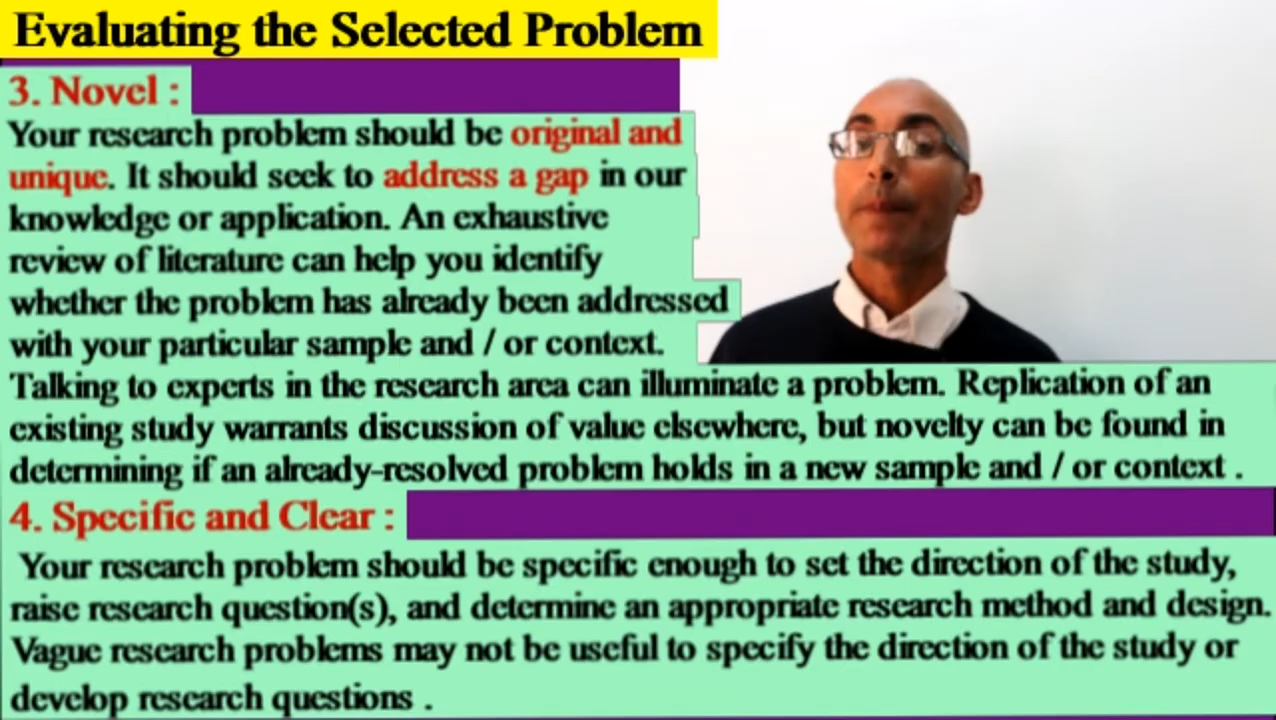 Evaluating the Selected Problem
3. Novel :
Your research problem should be original and
unique. It should seek to address a gap in our
knowledge or application. An exhaustive
review of literature can help you identify
whether the problem has already been addressed
with your particular sample and / or context.
Talking to experts in the research area can illuminate a problem. Replication of an
existing study warrants discussion of value elsewhere, but novelty can be found in
determining if an already-resolved problem holds in a new sample and / or context .
4. Specific and Clear :
Your research problem should be specific enough to set the direction of the study,
raise research question(s), and determine an appropriate research method and design.
Vague research problems may not be useful to specify the direction of the study or
develop research questions .